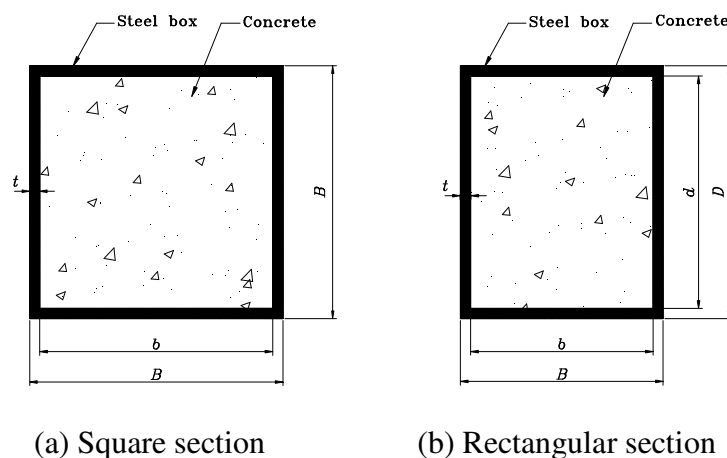 Steel box
Concrete
t
B
b
B
(a) Square section
Steel box
Concrete
t
d
D
b
B
(b) Rectangular section